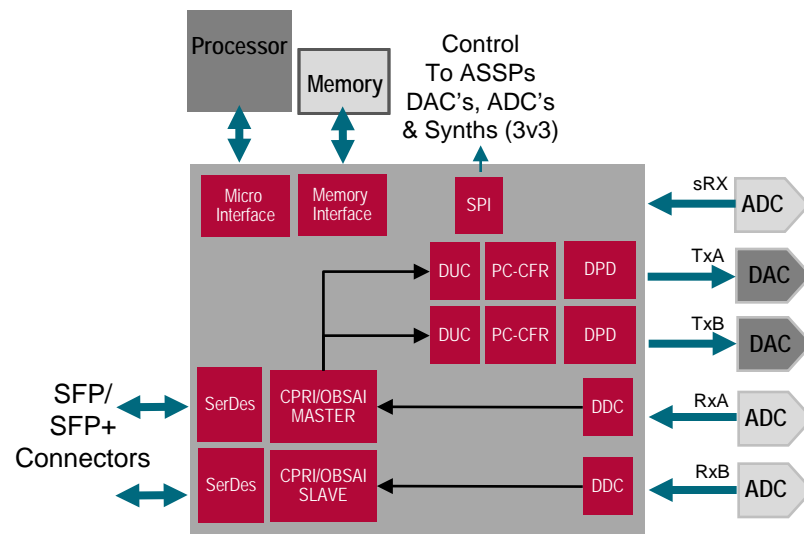 Processor
Memory
Control
To ASSPs
DAC's, ADC's
& Synths (3v3)
Micro
Interface
Memory
Interface
SPI
sRX
ADC
DUC
PC-CFR
DPD
TxA
DAC
DUC
PC-CFR
DPD
TxB
DAC
SFP/
SFP+
Connectors
SerDes
CPRI/OBSAI
MASTER
DDC
RxA
ADC
SerDes
CPRI/OBSAI
SLAVE
DDC
RxB
ADC